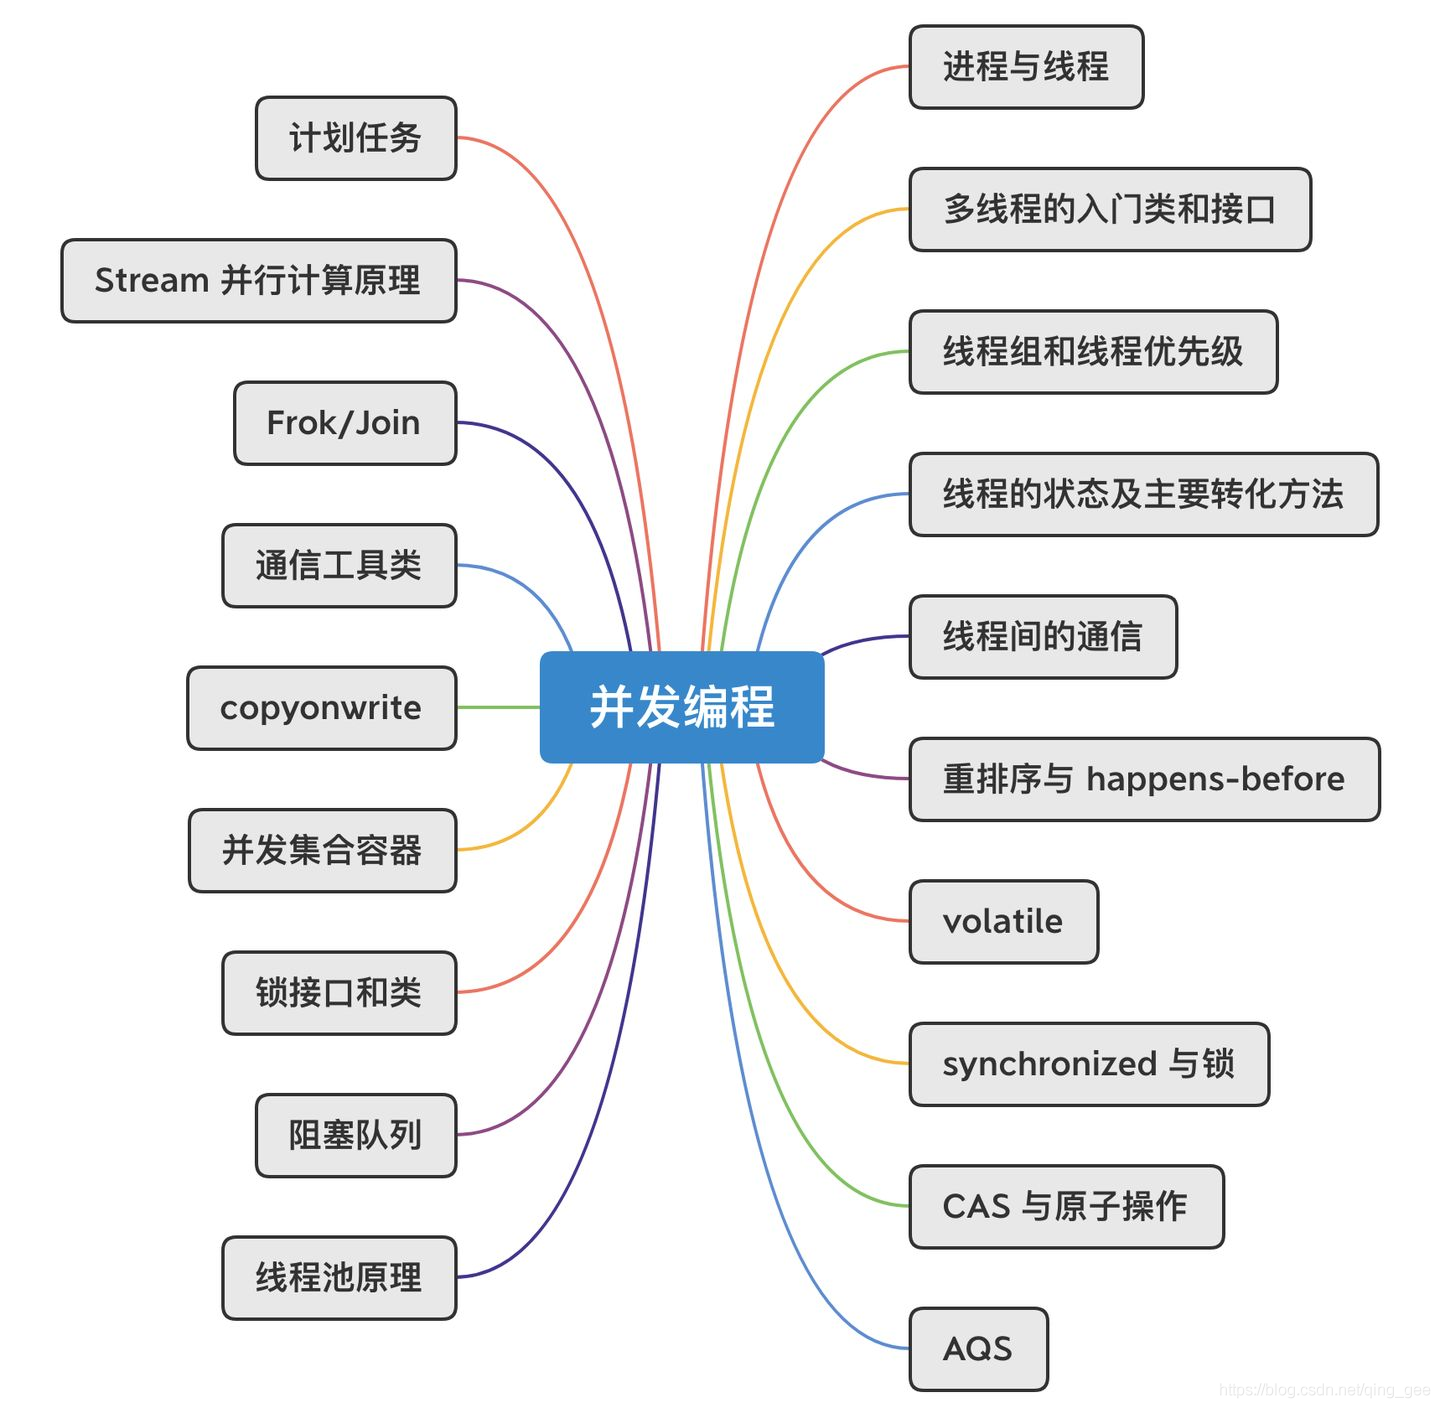 并发编程
进程与线程
多线程的入门类和接口
线程组和线程优先级
线程的状态及主要转化方法
线程间的通信
重排序与 happens-before
volatile
synchronized 与锁
CAS 与原子操作
AQS
计划任务
Stream 并行计算原理
Frok/Join
通信工具类
copyonwrite
并发集合容器
锁接口和类
阻塞队列
线程池原理
https://blog.csdn.net/qing_gee